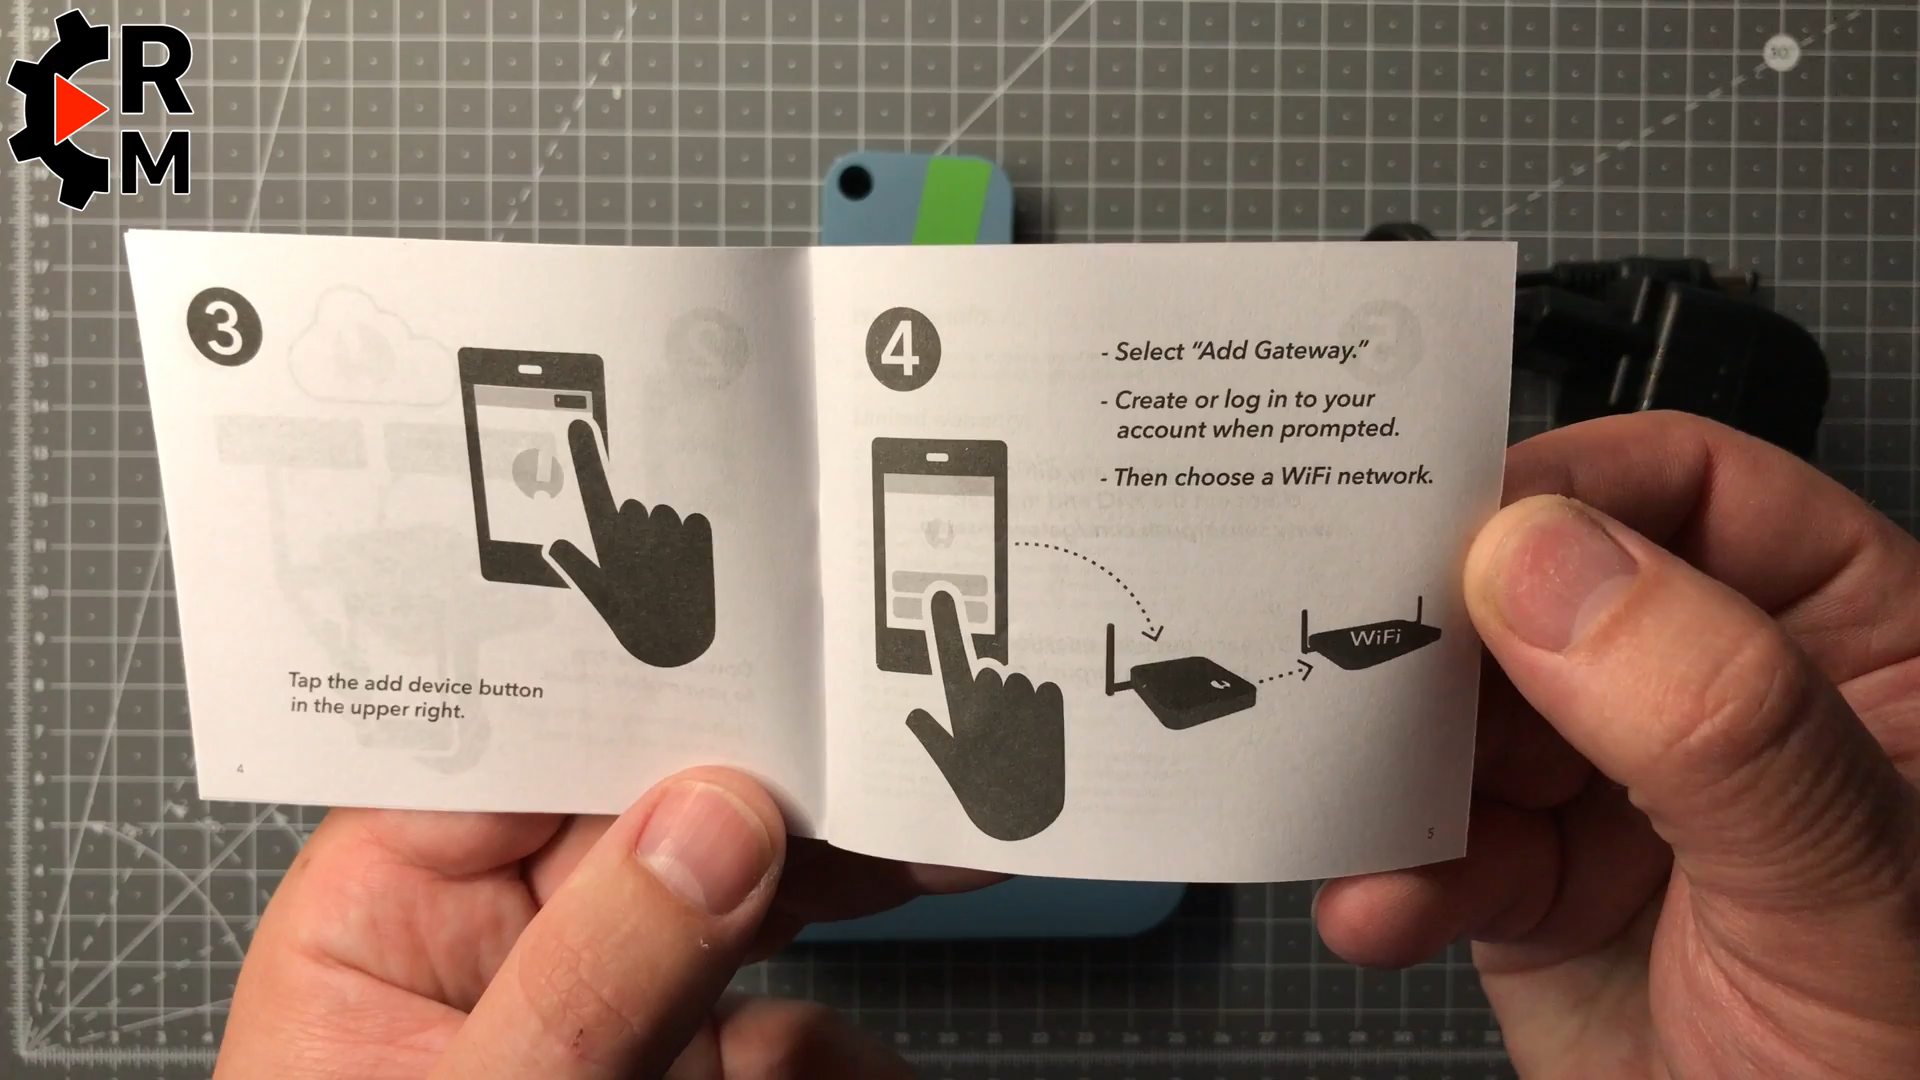 R
M
3
Tap the add device button
in the upper right.
4
4
- Select “Add Gateway.”
- Create or log in to your
account when prompted.
- Then choose a WiFi network.
WiFi
5